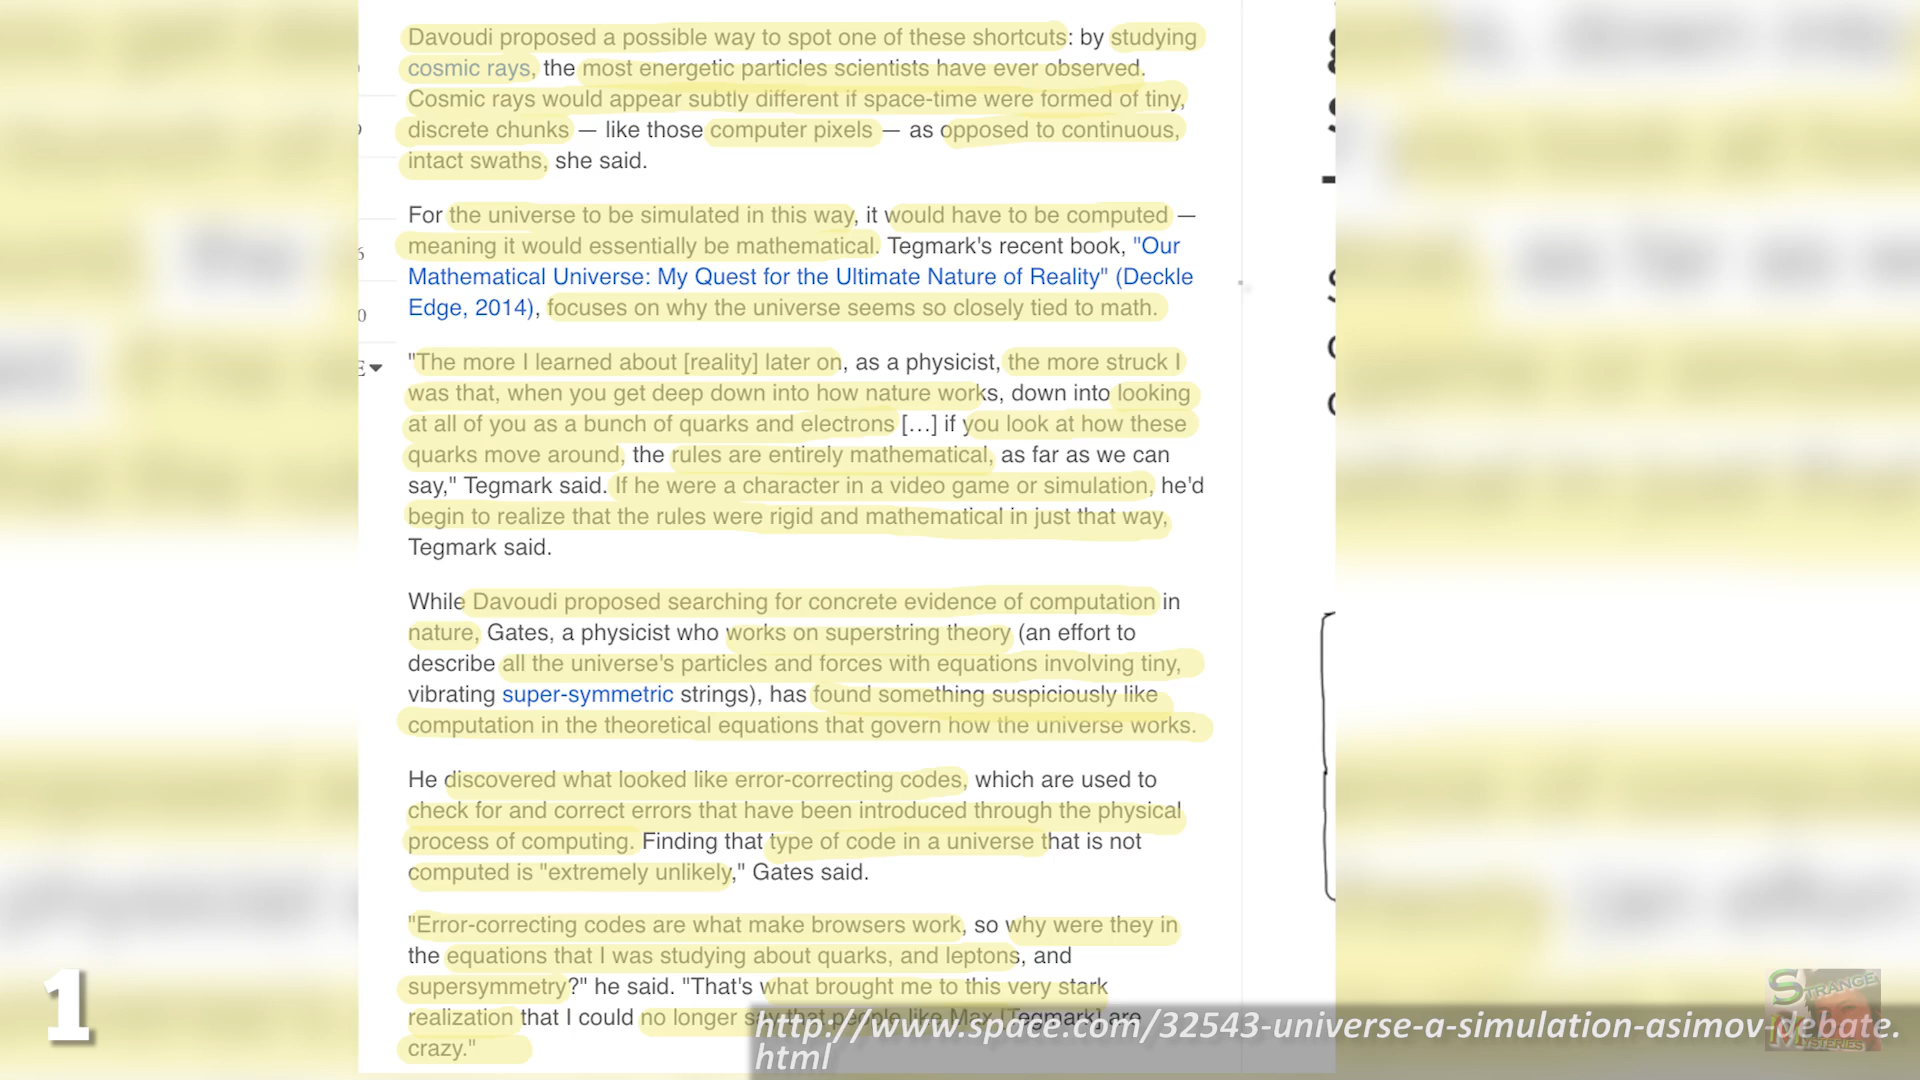 Davoudi proposed a possible way to spot one of these shortcuts: by studying
cosmic rays, the most energetic particles scientists have ever observed.
Cosmic rays would appear subtly different if space-time were formed of tiny,
discrete chunks — like those computer pixels — as opposed to continuous,
intact swaths, she said.
For the universe to be simulated in this way, it would have to be computed —
meaning it would essentially be mathematical. Tegmark's recent book, "Our
Mathematical Universe: My Quest for the Ultimate Nature of Reality" (Deckle
Edge, 2014), focuses on why the universe seems so closely tied to math.
"The more I learned about [reality] later on, as a physicist, the more struck I
was that, when you get deep down into how nature works, down into looking
at all of you as a bunch of quarks and electrons […] if you look at how these
quarks move around, the rules are entirely mathematical, as far as we can
say," Tegmark said. If he were a character in a video game or simulation, he'd
begin to realize that the rules were rigid and mathematical in just that way,
Tegmark said.
While Davoudi proposed searching for concrete evidence of computation in
nature, Gates, a physicist who works on superstring theory (an effort to
describe all the universe's particles and forces with equations involving tiny,
vibrating super-symmetric strings), has found something suspiciously like
computation in the theoretical equations that govern how the universe works.
He discovered what looked like error-correcting codes, which are used to
check for and correct errors that have been introduced through the physical
process of computing. Finding that type of code in a universe that is not
computed is "extremely unlikely," Gates said.
"Error-correcting codes are what make browsers work, so why were they in
the equations that I was studying about quarks, and leptons, and
supersymmetry?" he said. "That's what brought me to this very stark
realization that I could no longer say that people like Max [Tegmark] are
crazy."
1
http://www.space.com/32543-universe-a-simulation-asimov-debate.
html
STRANGE
MYSTERIES